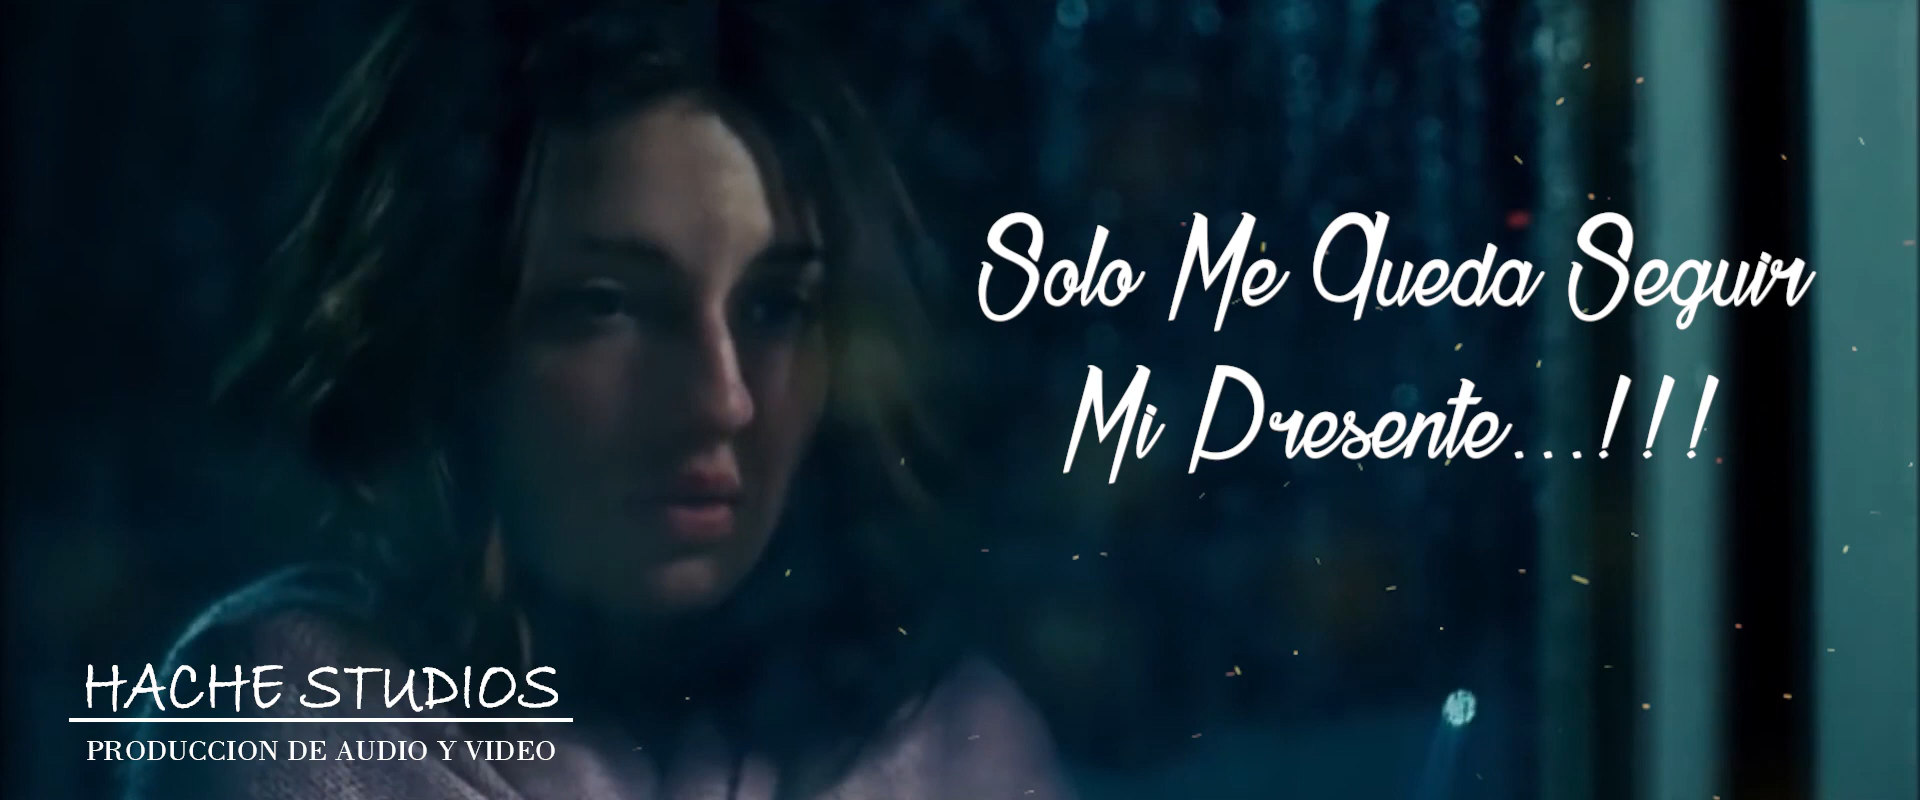 Solo Me Queda Seguir
Mi Presente...!!!
HACHE STUDIOS
PRODUCCION DE AUDIO Y VIDEO